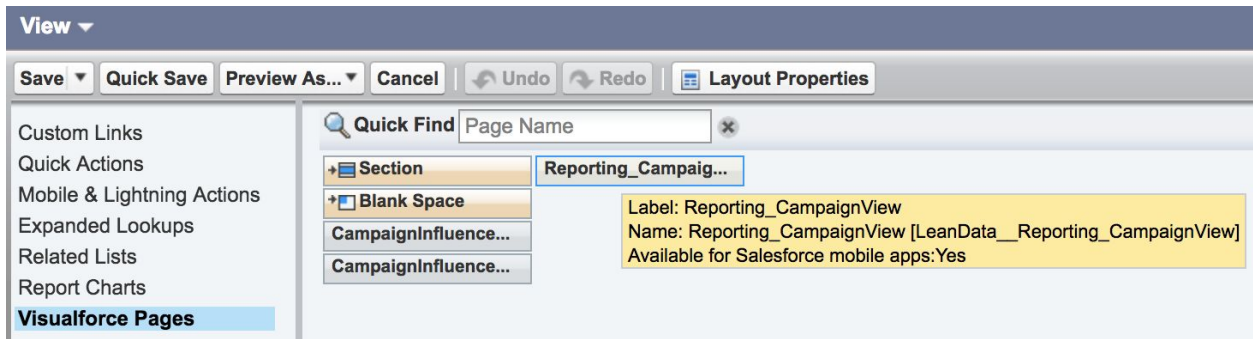 View
Save Quick Save Preview As... Cancel Undo Redo Layout Properties
Custom Links
Quick Actions
Mobile & Lightning Actions
Expanded Lookups
Related Lists
Report Charts
Visualforce Pages
Quick Find Page Name
Section Reporting_Campaig...
Blank Space
CampaignInfluence...
CampaignInfluence...
Label: Reporting_CampaignView
Name: Reporting_CampaignView [LeanData__Reporting_CampaignView]
Available for Salesforce mobile apps:Yes